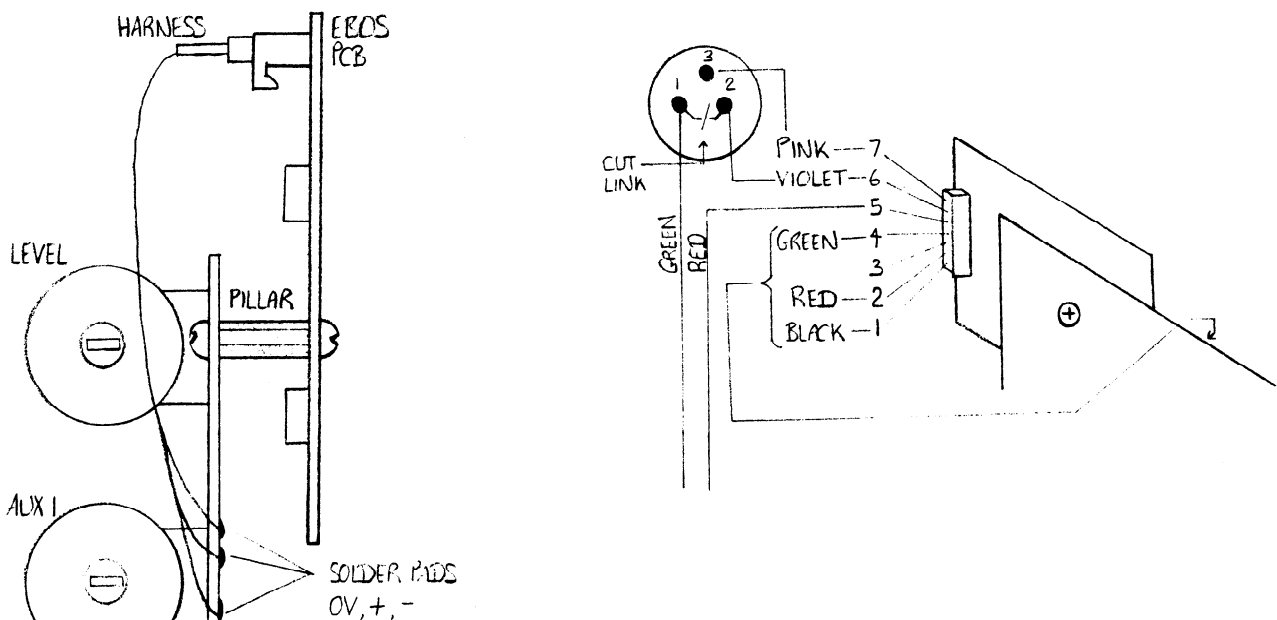 HARNESS
EBOS
PCB
LEVEL
PILLAR
AUX 1
SOLDER PADS
0V, +, -
3
1
2
CUT
LINK
GREEN
RED
PINK 7
VIOLET 6
5
GREEN 4
3
RED 2
BLACK 1